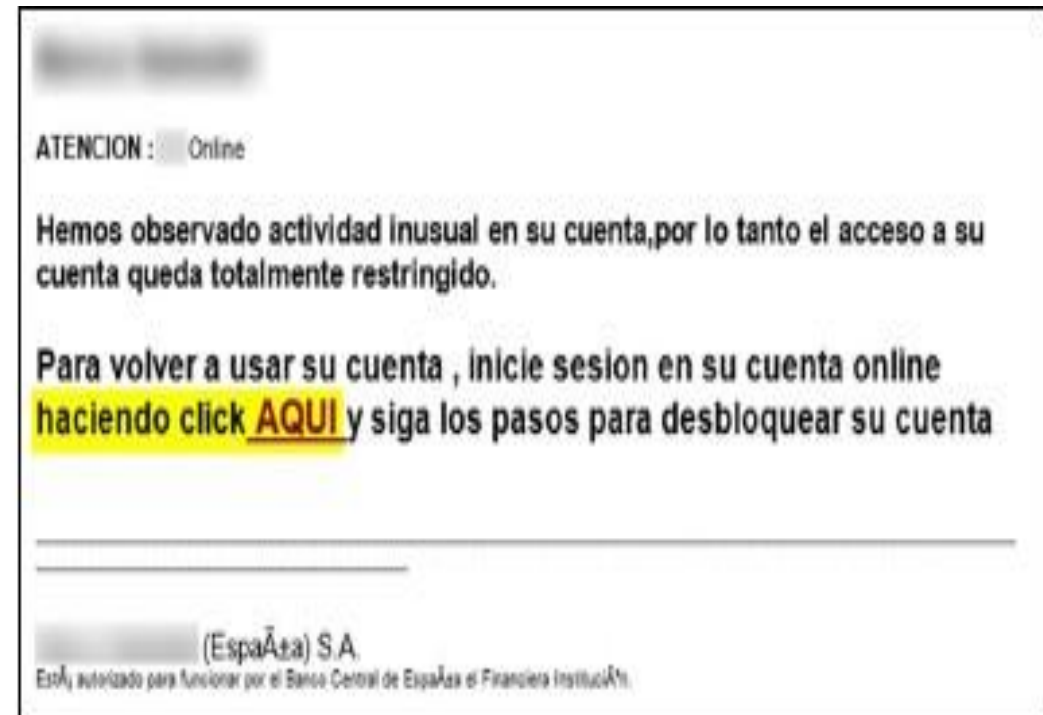 ATENCION : Online
Hemos observado actividad inusual en su cuenta,por lo tanto el acceso a su
cuenta queda totalmente restringido.
Para volver a usar su cuenta , inicie sesion en su cuenta online
haciendo click AQUI y siga los pasos para desbloquear su cuenta
(EspaÃ±a) S.A.
EstÃ¡ autorizado para funcionar por el Banco Central de EspaÃ±a el Financiera InstituciÃ³n.